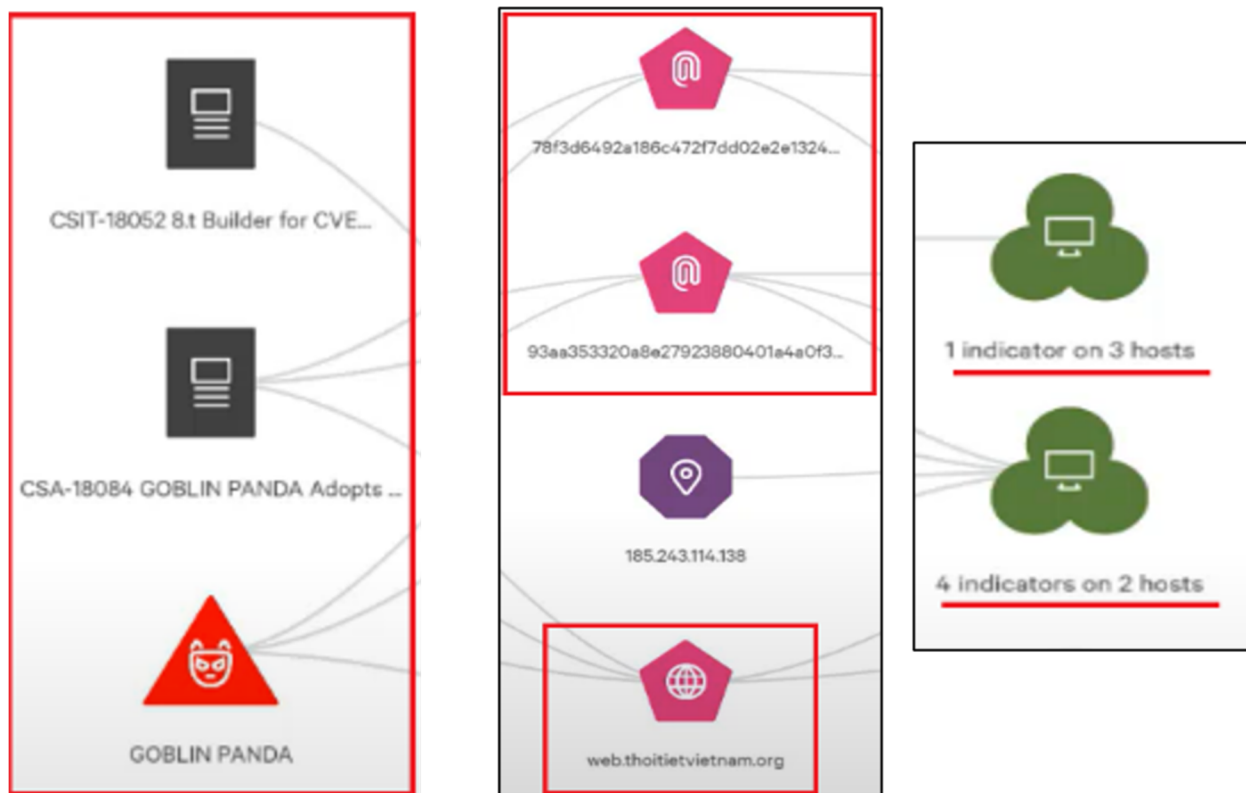 CSIT-18052 8.t Builder for CVE...
CSA-18084 GOBLIN PANDA Adopts ...
GOBLIN PANDA
78f3d6492a186c472f7dd02e2e1324...
93aa353320a8e27923880401a4a0f3...
185.243.114.138
web.thoitietvietnam.org
1 indicator on 3 hosts
4 indicators on 2 hosts